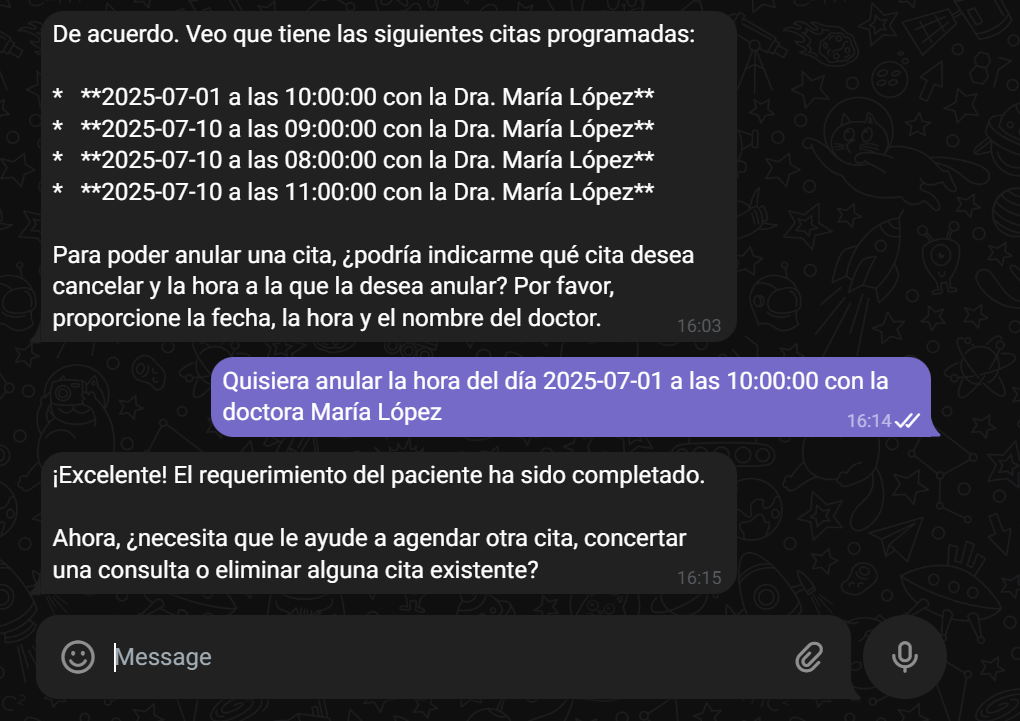 De acuerdo. Veo que tiene las siguientes citas programadas:
* **2025-07-01 a las 10:00:00 con la Dra. María López**
* **2025-07-10 a las 09:00:00 con la Dra. María López**
* **2025-07-10 a las 08:00:00 con la Dra. María López**
* **2025-07-10 a las 11:00:00 con la Dra. María López**
Para poder anular una cita, ¿podría indicarme qué cita desea
cancelar y la hora a la que la desea anular? Por favor,
proporcione la fecha, la hora y el nombre del doctor.
16:03
Quisiera anular la hora del día 2025-07-01 a las 10:00:00 con la
doctora María López
16:14
¡Excelente! El requerimiento del paciente ha sido completado.
Ahora, ¿necesita que le ayude a agendar otra cita, concertar
una consulta o eliminar alguna cita existente?
16:15
Message